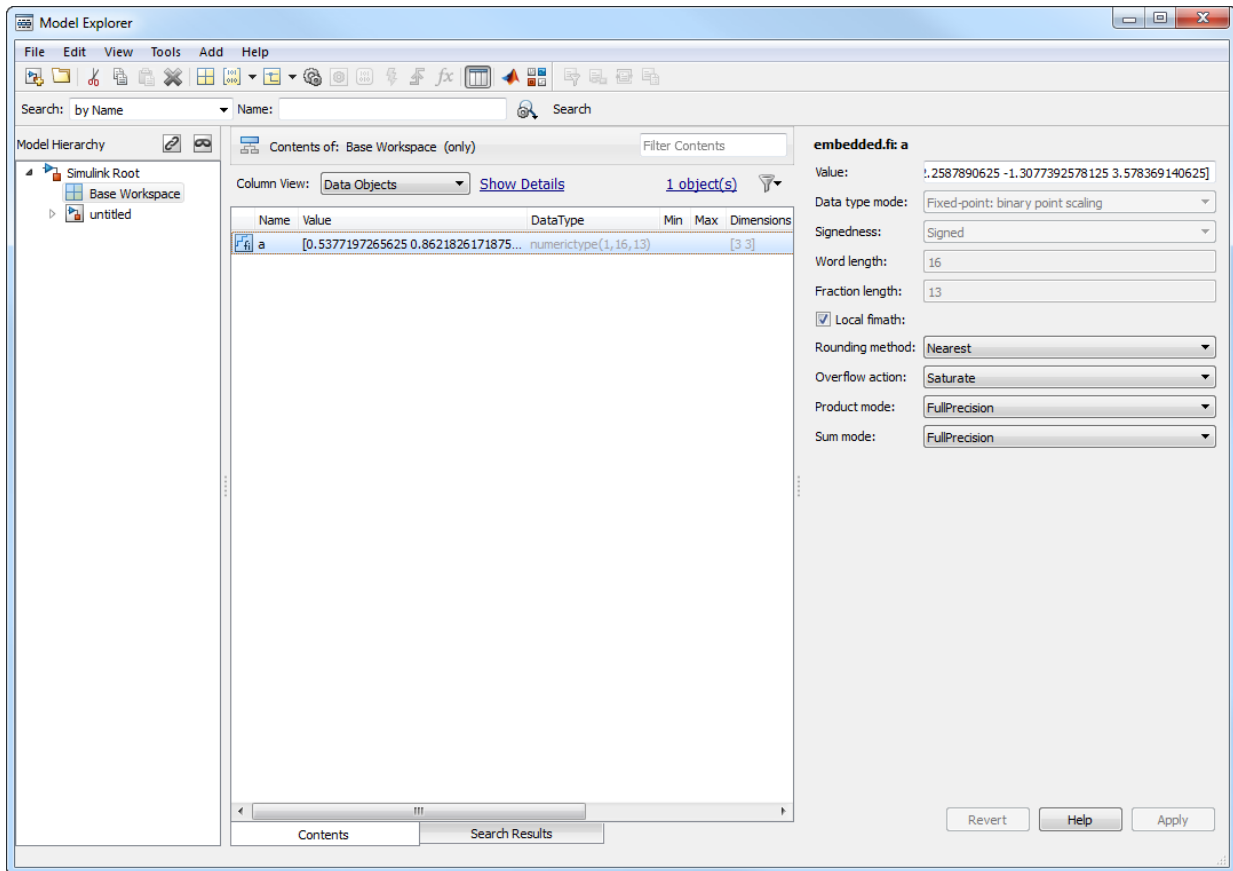 Model Explorer
File Edit View Tools Add Help
fx
Search: by Name Name: Search
Model Hierarchy
Simulink Root
Base Workspace
untitled
Contents of: Base Workspace (only) Filter Contents
Column View: Data Objects Show Details 1 object(s)
Name Value DataType Min Max Dimensions
fi a [0.5377197265625 0.8621826171875... numerictype(1,16,13) [3 3]
Contents Search Results
embedded.fi: a
Value: !.2587890625 -1.3077392578125 3.578369140625]
Data type mode: Fixed-point: binary point scaling
Signedness: Signed
Word length: 16
Fraction length: 13
Local fimath:
Rounding method: Nearest
Overflow action: Saturate
Product mode: FullPrecision
Sum mode: FullPrecision
Revert Help Apply